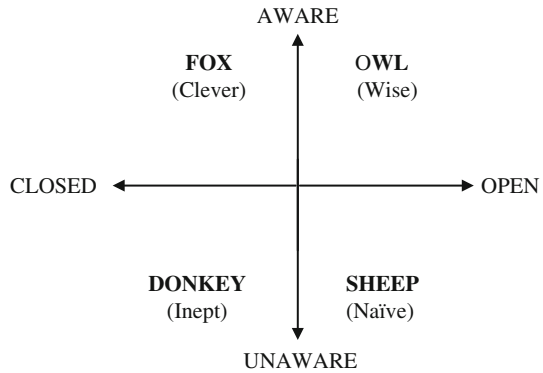 AWARE
FOX OWL
(Clever) (Wise)
CLOSED OPEN
DONKEY SHEEP
(Inept) (Naïve)
UNAWARE